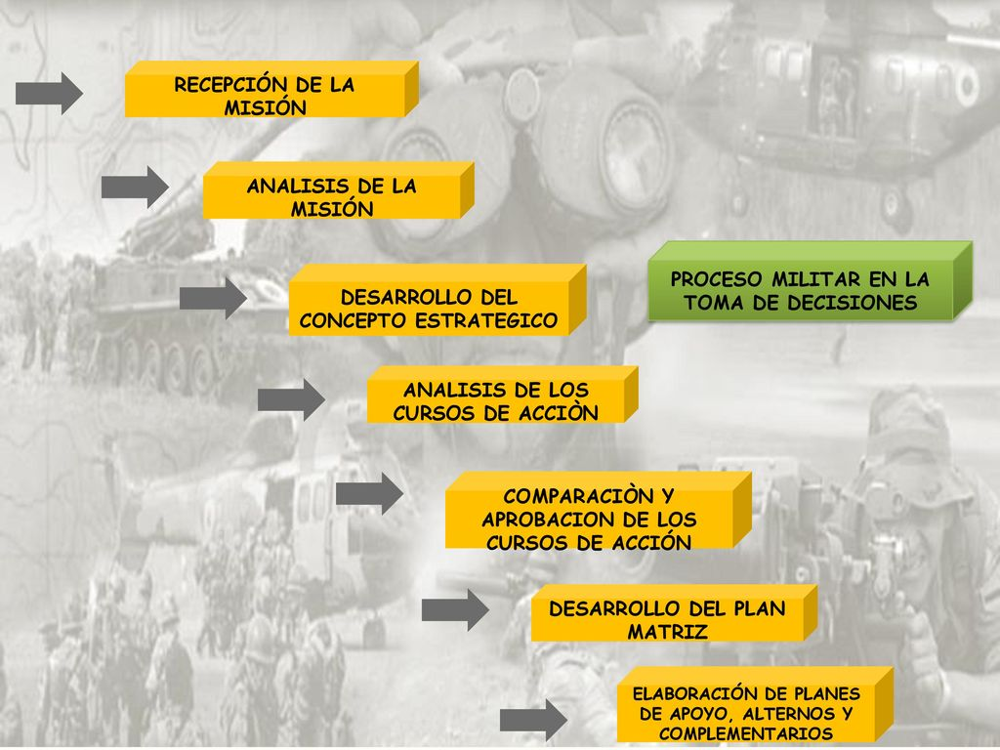 RECEPCIÓN DE LA
MISIÓN
ANALISIS DE LA
MISIÓN
DESARROLLO DEL
CONCEPTO ESTRATEGICO
PROCESO MILITAR EN LA
TOMA DE DECISIONES
ANALISIS DE LOS
CURSOS DE ACCIÒN
COMPARACIÒN Y
APROBACION DE LOS
CURSOS DE ACCIÓN
DESARROLLO DEL PLAN
MATRIZ
ELABORACIÓN DE PLANES
DE APOYO, ALTERNOS Y
COMPLEMENTARIOS